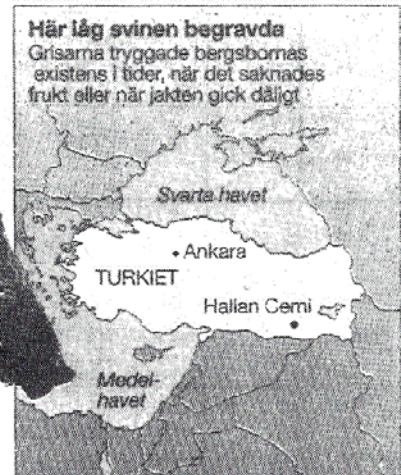 Här låg svinen begravda
Grisarna tryggade bergsbornas
existens i tider, när det saknades
frukt eller när jakten gick dåligt
Svarta havet
Ankara
TURKIET
Hallan Cemi
Medel-
havet